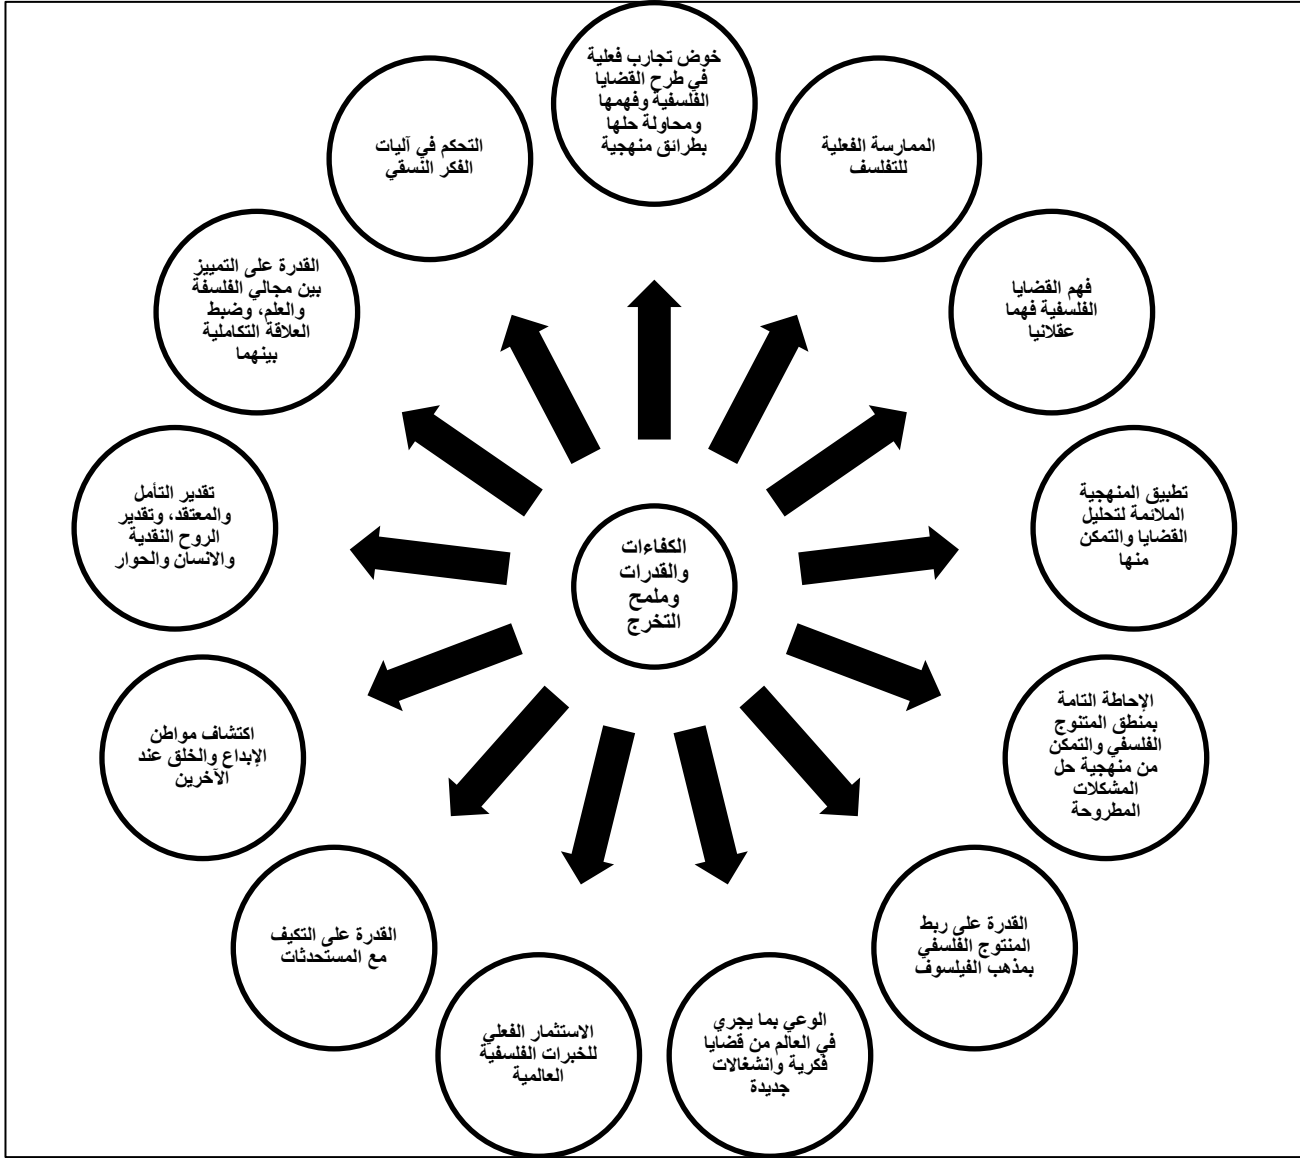 خوض تجارب فعلية
في طرح القضايا
الفلسفية وفهمها
ومحاولة حلها
بطرائق منهجية
الممارسة الفعلية
للتفلسف
فهم القضايا
الفلسفية فهما
عقلانيا
تطبيق المنهجية
الملائمة لتحليل
القضايا والتمكن
منها
الإحاطة التامة
بمنطق المتنوج
الفلسفي والتمكن
من منهجية حل
المشكلات
المطروحة
القدرة على ربط
المنتوج الفلسفي
بمذهب الفيلسوف
الوعي بما يجري
في العالم من قضايا
فكرية وانشغالات
جديدة
الاستثمار الفعلي
للخبرات الفلسفية
العالمية
القدرة على التكيف
مع المستحدثات
اكتشاف مواطن
الإبداع والخلق عند
الآخرين
تقدير التأمل
والمعتقد، وتقدير
الروح النقدية
والانسان والحوار
القدرة على التمييز
بين مجالي الفلسفة
والعلم، وضبط
العلاقة التكاملية
بينهما
التحكم في آليات
الفكر النسقي
الكفاءات
والقدرات
وملمح
التخرج